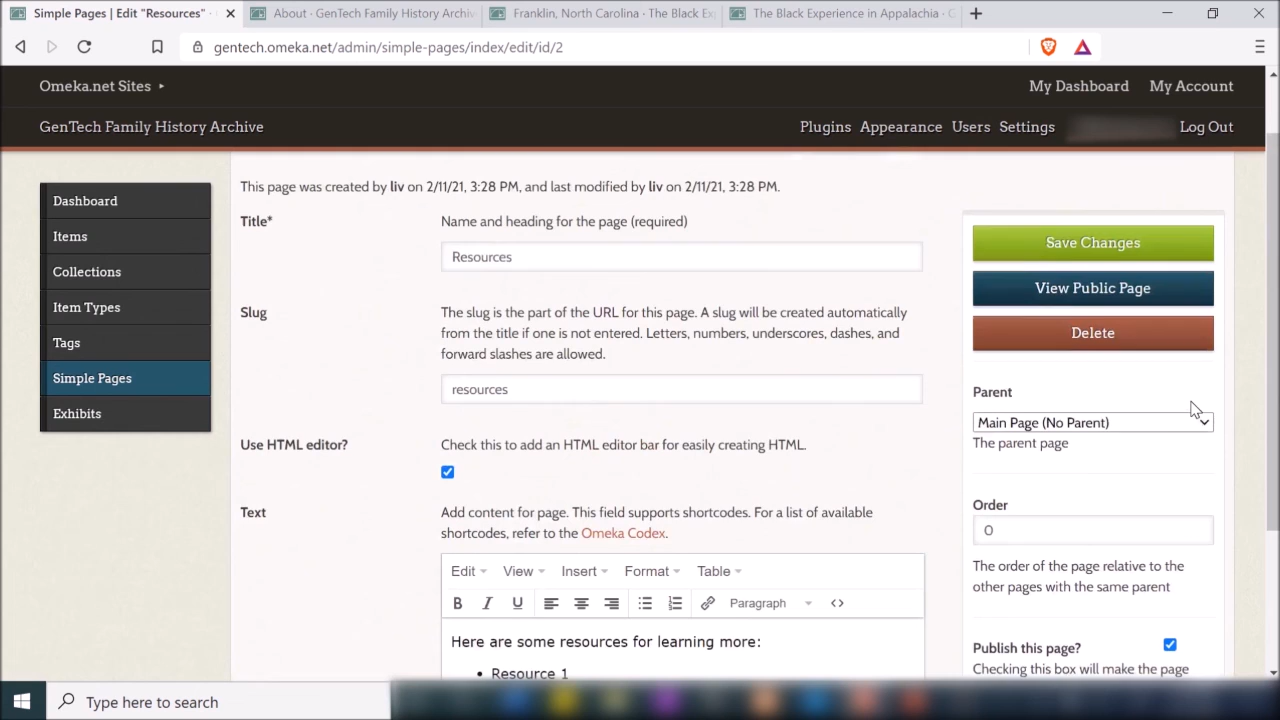 Simple Pages | Edit "Resources" ·
About · GenTech Family History Archiv
Franklin, North Carolina · The Black Ex
The Black Experience in Appalachia · G
gentech.omeka.net/admin/simple-pages/index/edit/id/2
Omeka.net Sites
My Dashboard
My Account
GenTech Family History Archive
Plugins
Appearance
Users
Settings
Log Out
Dashboard
Items
Collections
Item Types
Tags
Simple Pages
Exhibits
This page was created by liv on 2/11/21, 3:28 PM, and last modified by liv on 2/11/21, 3:28 PM.
Title*
Name and heading for the page (required)
Resources
Slug
The slug is the part of the URL for this page. A slug will be created automatically
from the title if one is not entered. Letters, numbers, underscores, dashes, and
forward slashes are allowed.
resources
Use HTML editor?
Check this to add an HTML editor bar for easily creating HTML.
Text
Add content for page. This field supports shortcodes. For a list of available
shortcodes, refer to the Omeka Codex.
Edit
View
Insert
Format
Table
B
I
U
Paragraph
Here are some resources for learning more:
• Resource 1
Save Changes
View Public Page
Delete
Parent
Main Page (No Parent)
The parent page
Order
0
The order of the page relative to the
other pages with the same parent
Publish this page?
Checking this box will make the page
Type here to search